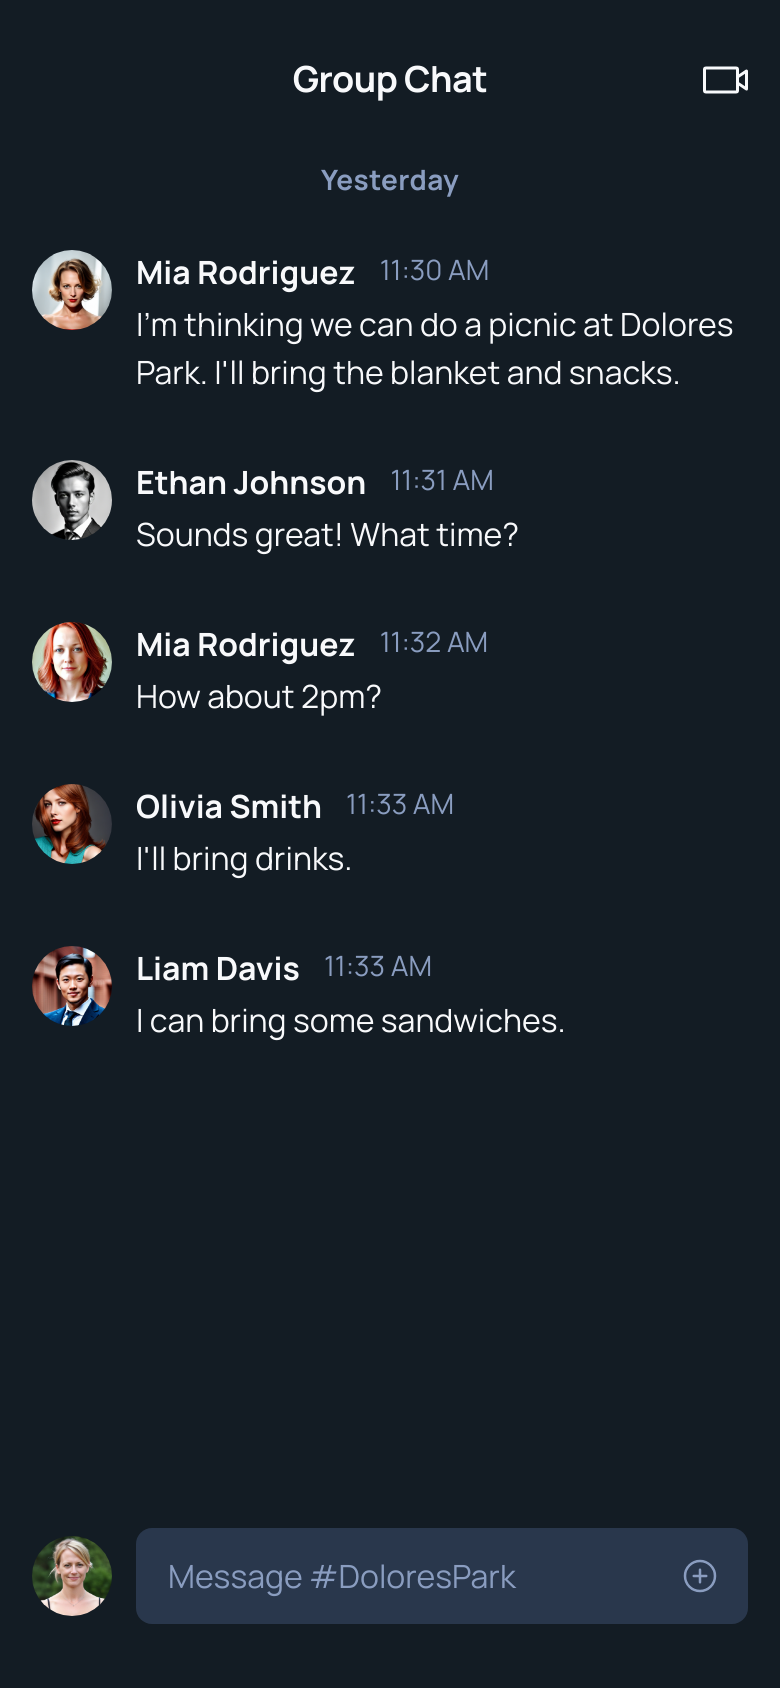 Group Chat
Yesterday
Mia Rodriguez 11:30 AM
I'm thinking we can do a picnic at Dolores
Park. I'll bring the blanket and snacks.
Ethan Johnson 11:31 AM
Sounds great! What time?
Mia Rodriguez 11:32 AM
How about 2pm?
Olivia Smith 11:33 AM
I'll bring drinks.
Liam Davis 11:33 AM
I can bring some sandwiches.
Message #DoloresPark